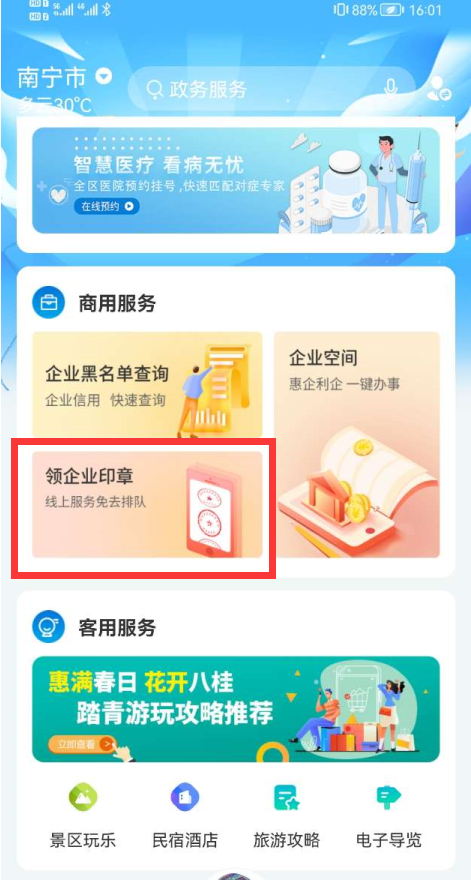 88% 16:01
南宁市
政务服务
多云30°C
智慧医疗 看病无忧
全区医院预约挂号,快速匹配对症专家
在线预约
商用服务
企业黑名单查询
企业信用 快速查询
企业空间
惠企利企 一键办事
领企业印章
线上服务免去排队
客用服务
惠满春日 花开八桂
踏青游玩攻略推荐
立即查看
景区玩乐
民宿酒店
旅游攻略
电子导览